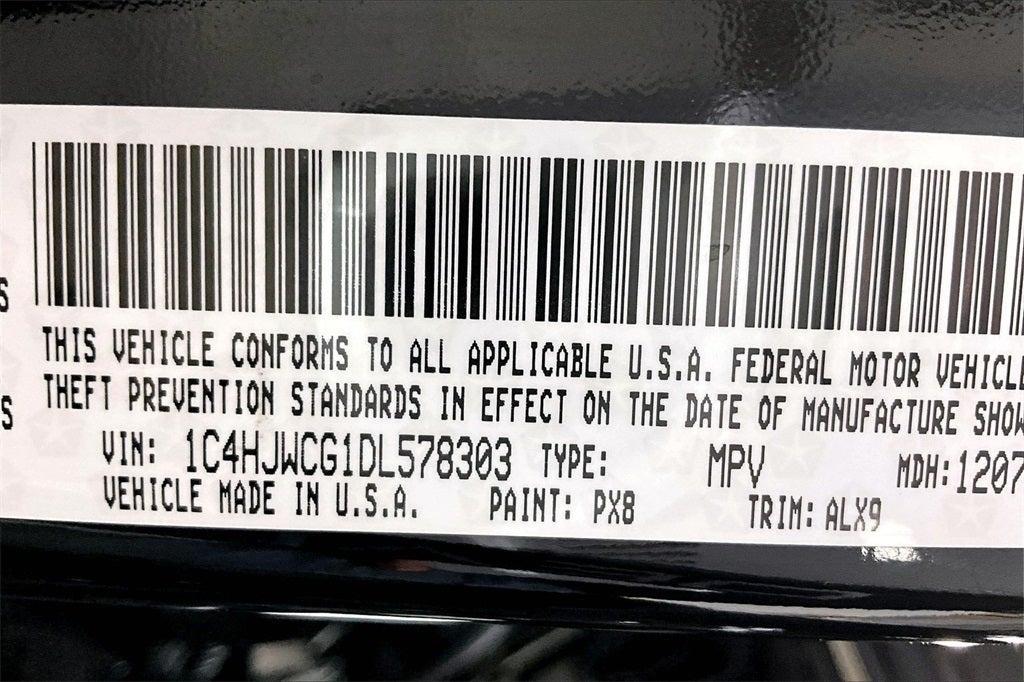 S
THIS VEHICLE CONFORMS TO ALL APPLICABLE U.S.A. FEDERAL MOTOR VEHICLE
S
THEFT PREVENTION STANDARDS IN EFFECT ON THE DATE OF MANUFACTURE SHOW
VIN: 1C4HJWCG1DL578303 TYPE: MPV MDH: 1207
VEHICLE MADE IN U.S.A. PAINT: PX8 TRIM: ALX9